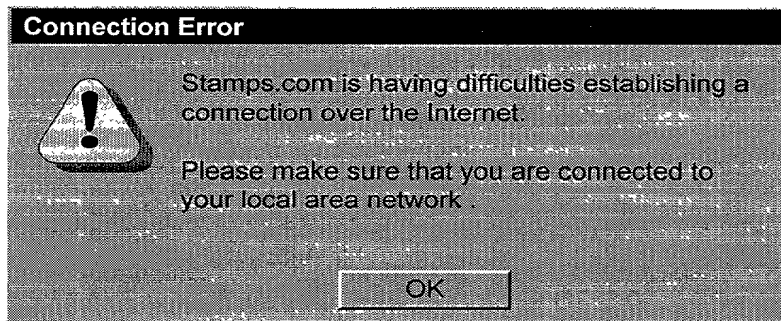 Connection Error
Stamps.com is having difficulties establishing a
connection over the Internet.
Please make sure that you are connected to
your local area network .
OK